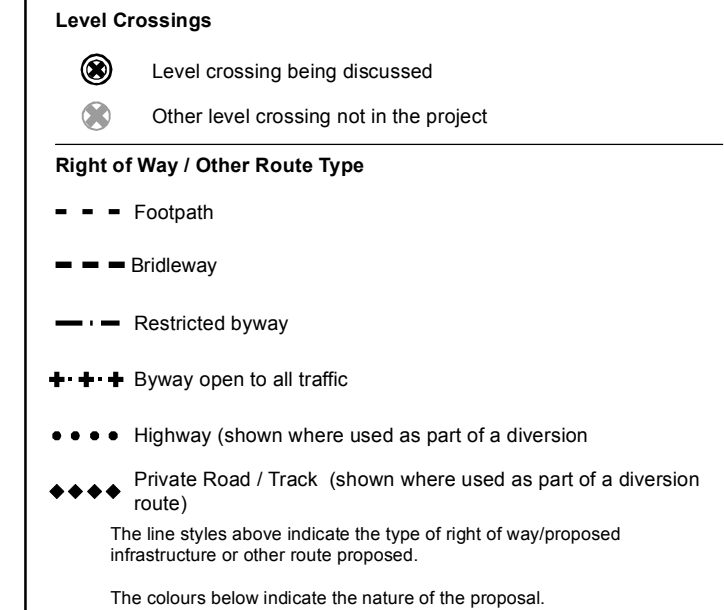 Level Crossings
Level crossing being discussed
Other level crossing not in the project
Right of Way / Other Route Type
Footpath
Bridleway
Restricted byway
Byway open to all traffic
Highway (shown where used as part of a diversion
Private Road / Track (shown where used as part of a diversion
route)
The line styles above indicate the type of right of way/proposed
infrastructure or other route proposed.
The colours below indicate the nature of the proposal.